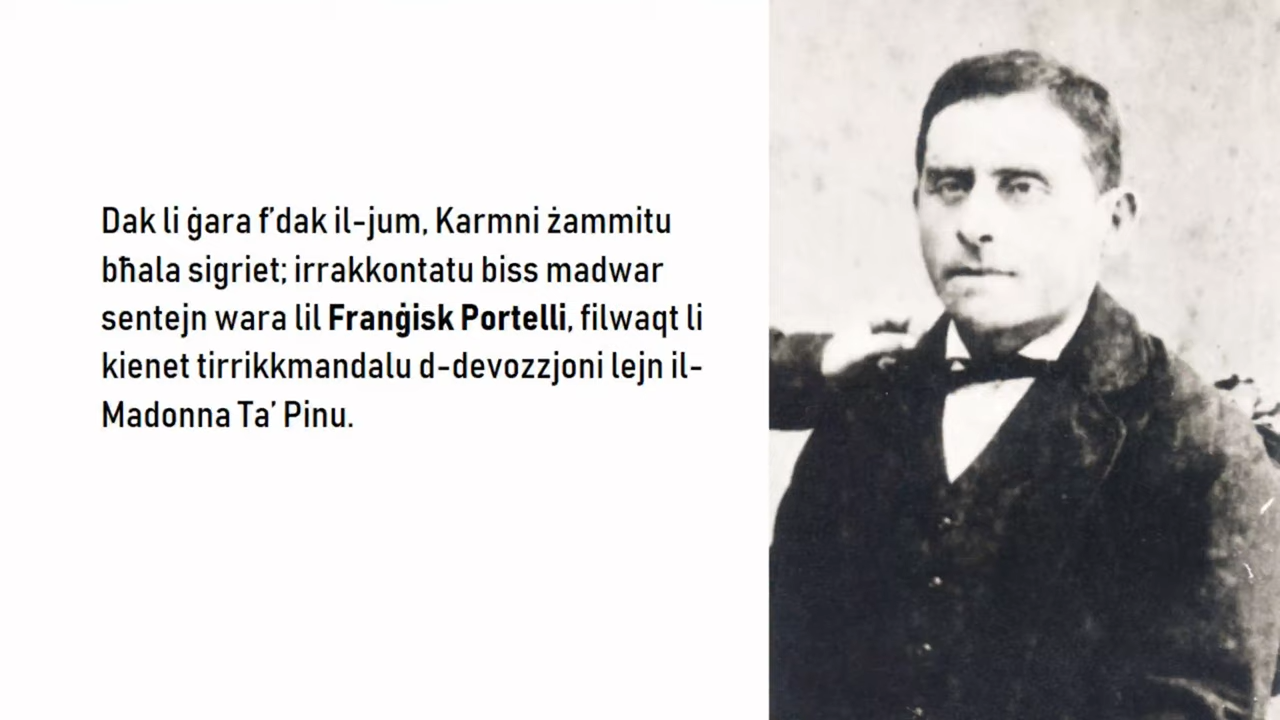 Dak li ġara f'dak il-jum, Karmni żammitu
bħala sigriet; irrakkontatu biss madwar
sentejn wara lil Franġisk Portelli, filwaqt li
kienet tirrikkmandalu d-devozzjoni lejn il-
Madonna Ta' Pinu.